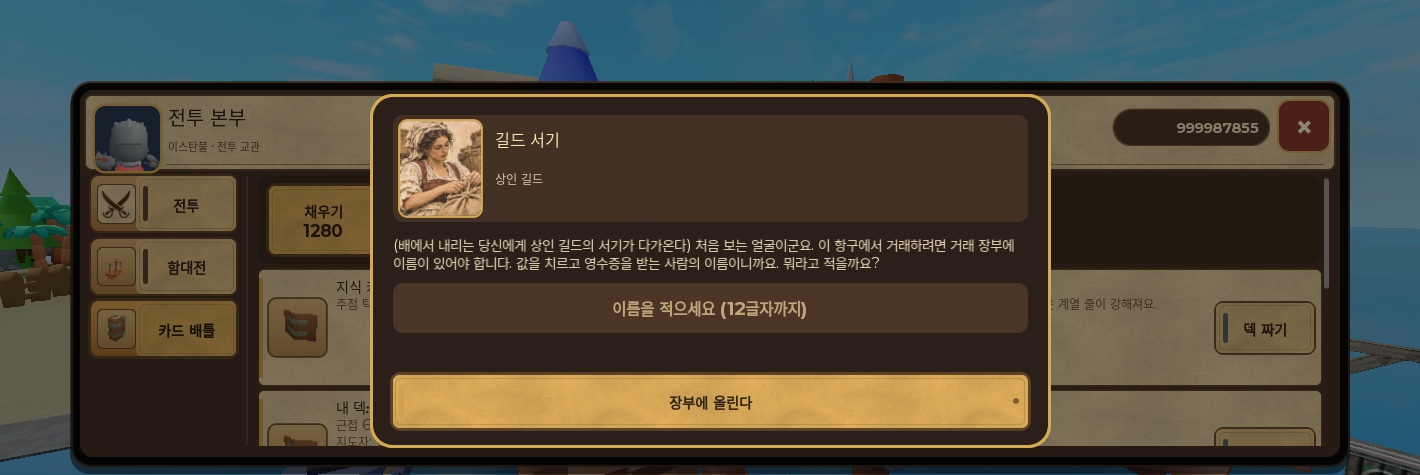 전투 본부
이스탄불 · 전투 교관
999987855
전투
함대전
카드 배틀
채우기
1280
길드 서기
상인 길드
(배에서 내리는 당신에게 상인 길드의 서기가 다가온다) 처음 보는 얼굴이군요. 이 항구에서 거래하려면 거래 장부에
이름이 있어야 합니다. 값을 치르고 영수증을 받는 사람의 이름이니까요. 뭐라고 적을까요?
이름을 적으세요 (12글자까지)
장부에 올린다
지식
주점
계열 줄이 강해져요.
덱 짜기
내 덱:
근접
지도자: